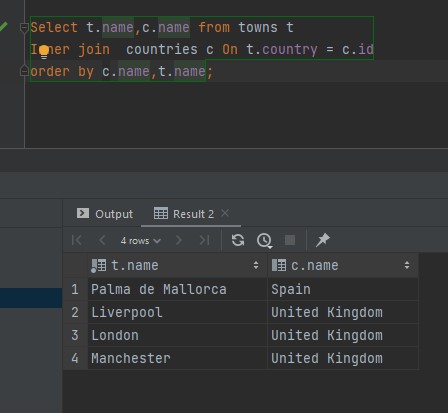 Select t.name,c.name from towns t
Inner join  countries c On t.country = c.id
order by c.name,t.name;
Output
Result 2
4 rows
t.name c.name
1 Palma de Mallorca Spain
2 Liverpool United Kingdom
3 London United Kingdom
4 Manchester United Kingdom